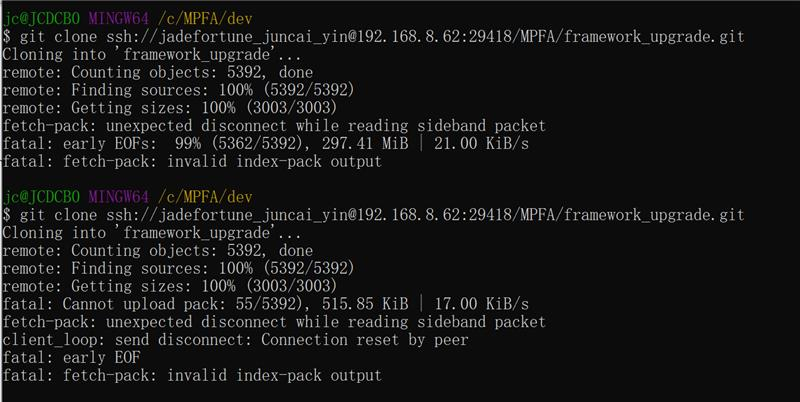 jc@JCDCBO MINGW64 /c/MPFA/dev
$ git clone ssh://jadefortune_juncai_yin@192.168.8.62:29418/MPFA/framework_upgrade.git
Cloning into 'framework_upgrade'...
remote: Counting objects: 5392, done
remote: Finding sources: 100% (5392/5392)
remote: Getting sizes: 100% (3003/3003)
fetch-pack: unexpected disconnect while reading sideband packet
fatal: early EOFs:  99% (5362/5392), 297.41 MiB | 21.00 KiB/s
fatal: fetch-pack: invalid index-pack output
jc@JCDCBO MINGW64 /c/MPFA/dev
$ git clone ssh://jadefortune_juncai_yin@192.168.8.62:29418/MPFA/framework_upgrade.git
Cloning into 'framework_upgrade'...
remote: Counting objects: 5392, done
remote: Finding sources: 100% (5392/5392)
remote: Getting sizes: 100% (3003/3003)
fatal: Cannot upload pack: 55/5392), 515.85 KiB | 17.00 KiB/s
fetch-pack: unexpected disconnect while reading sideband packet
client_loop: send disconnect: Connection reset by peer
fatal: early EOF
fatal: fetch-pack: invalid index-pack output